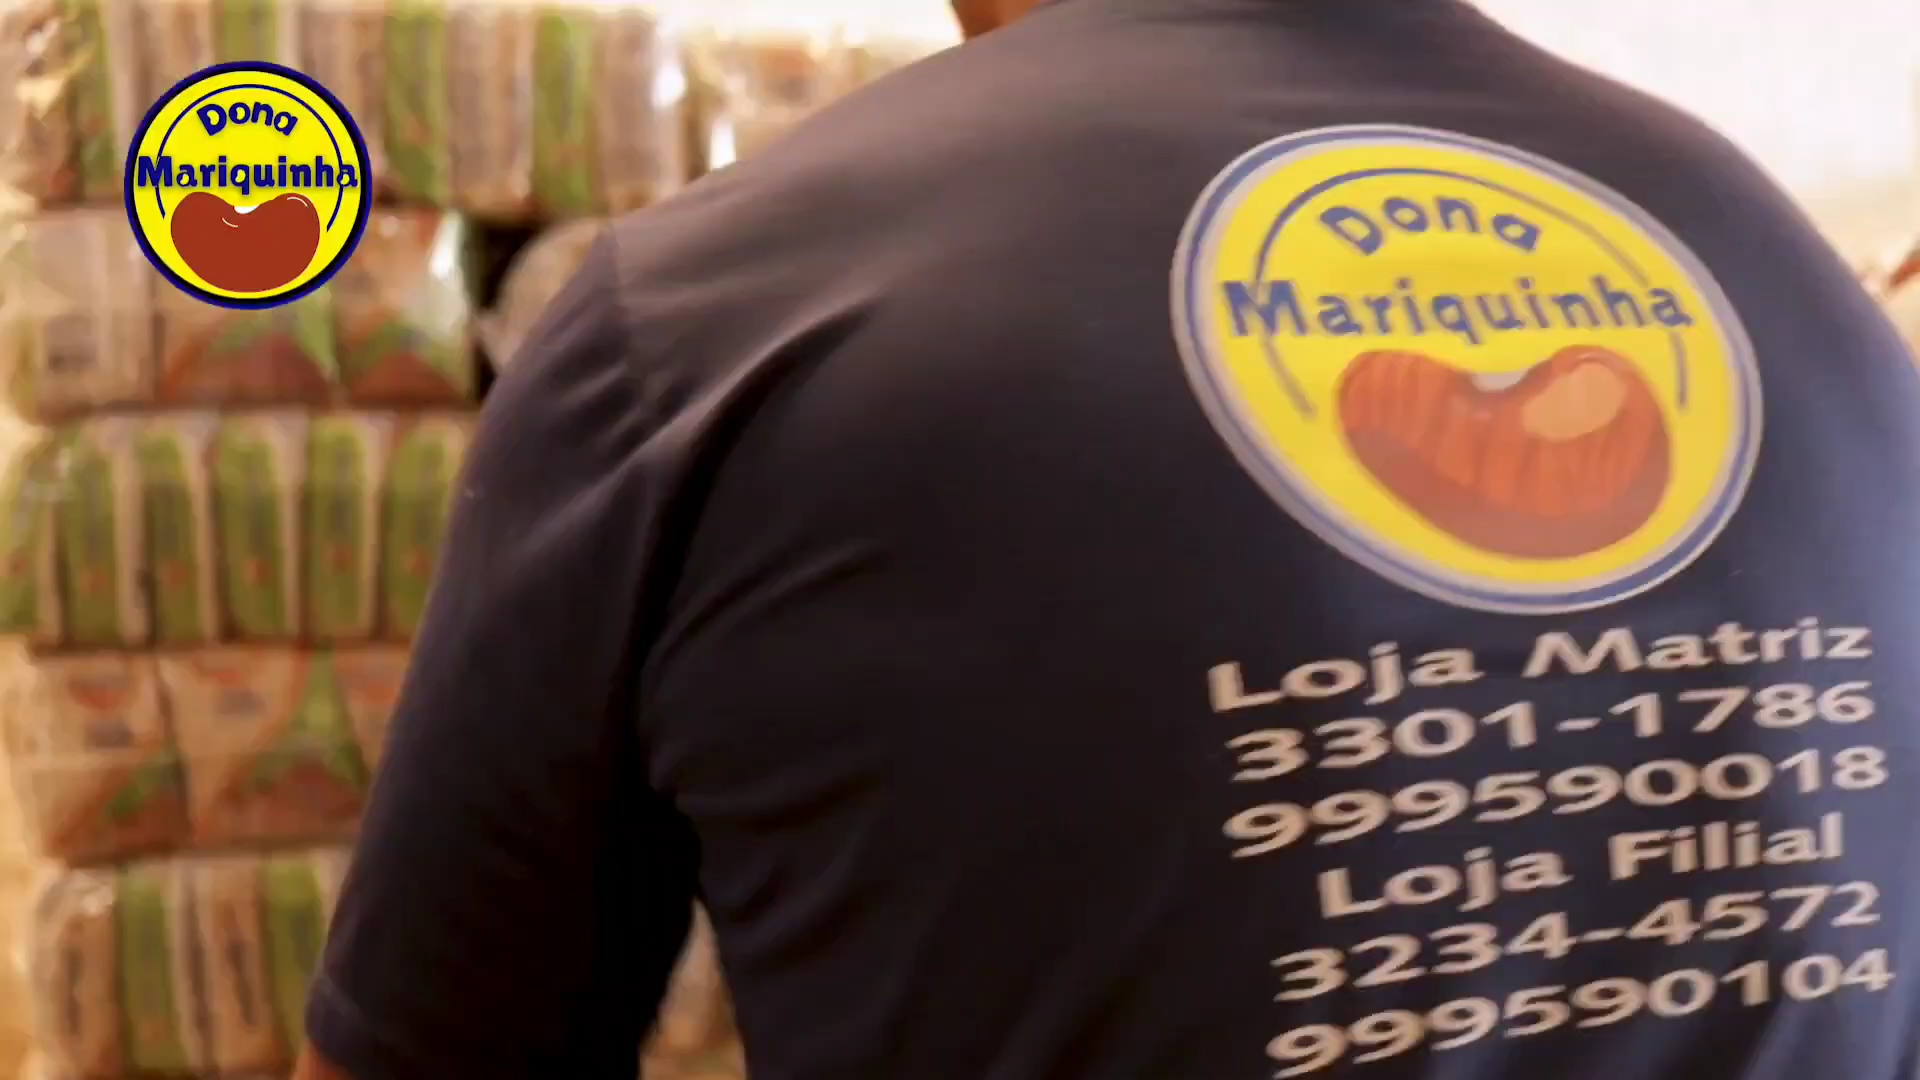 Dona
Mariquinha
Dona
Mariquinha
Loja Matriz
3301-1786
999590018
Loja Filial
3234-4572
999590104